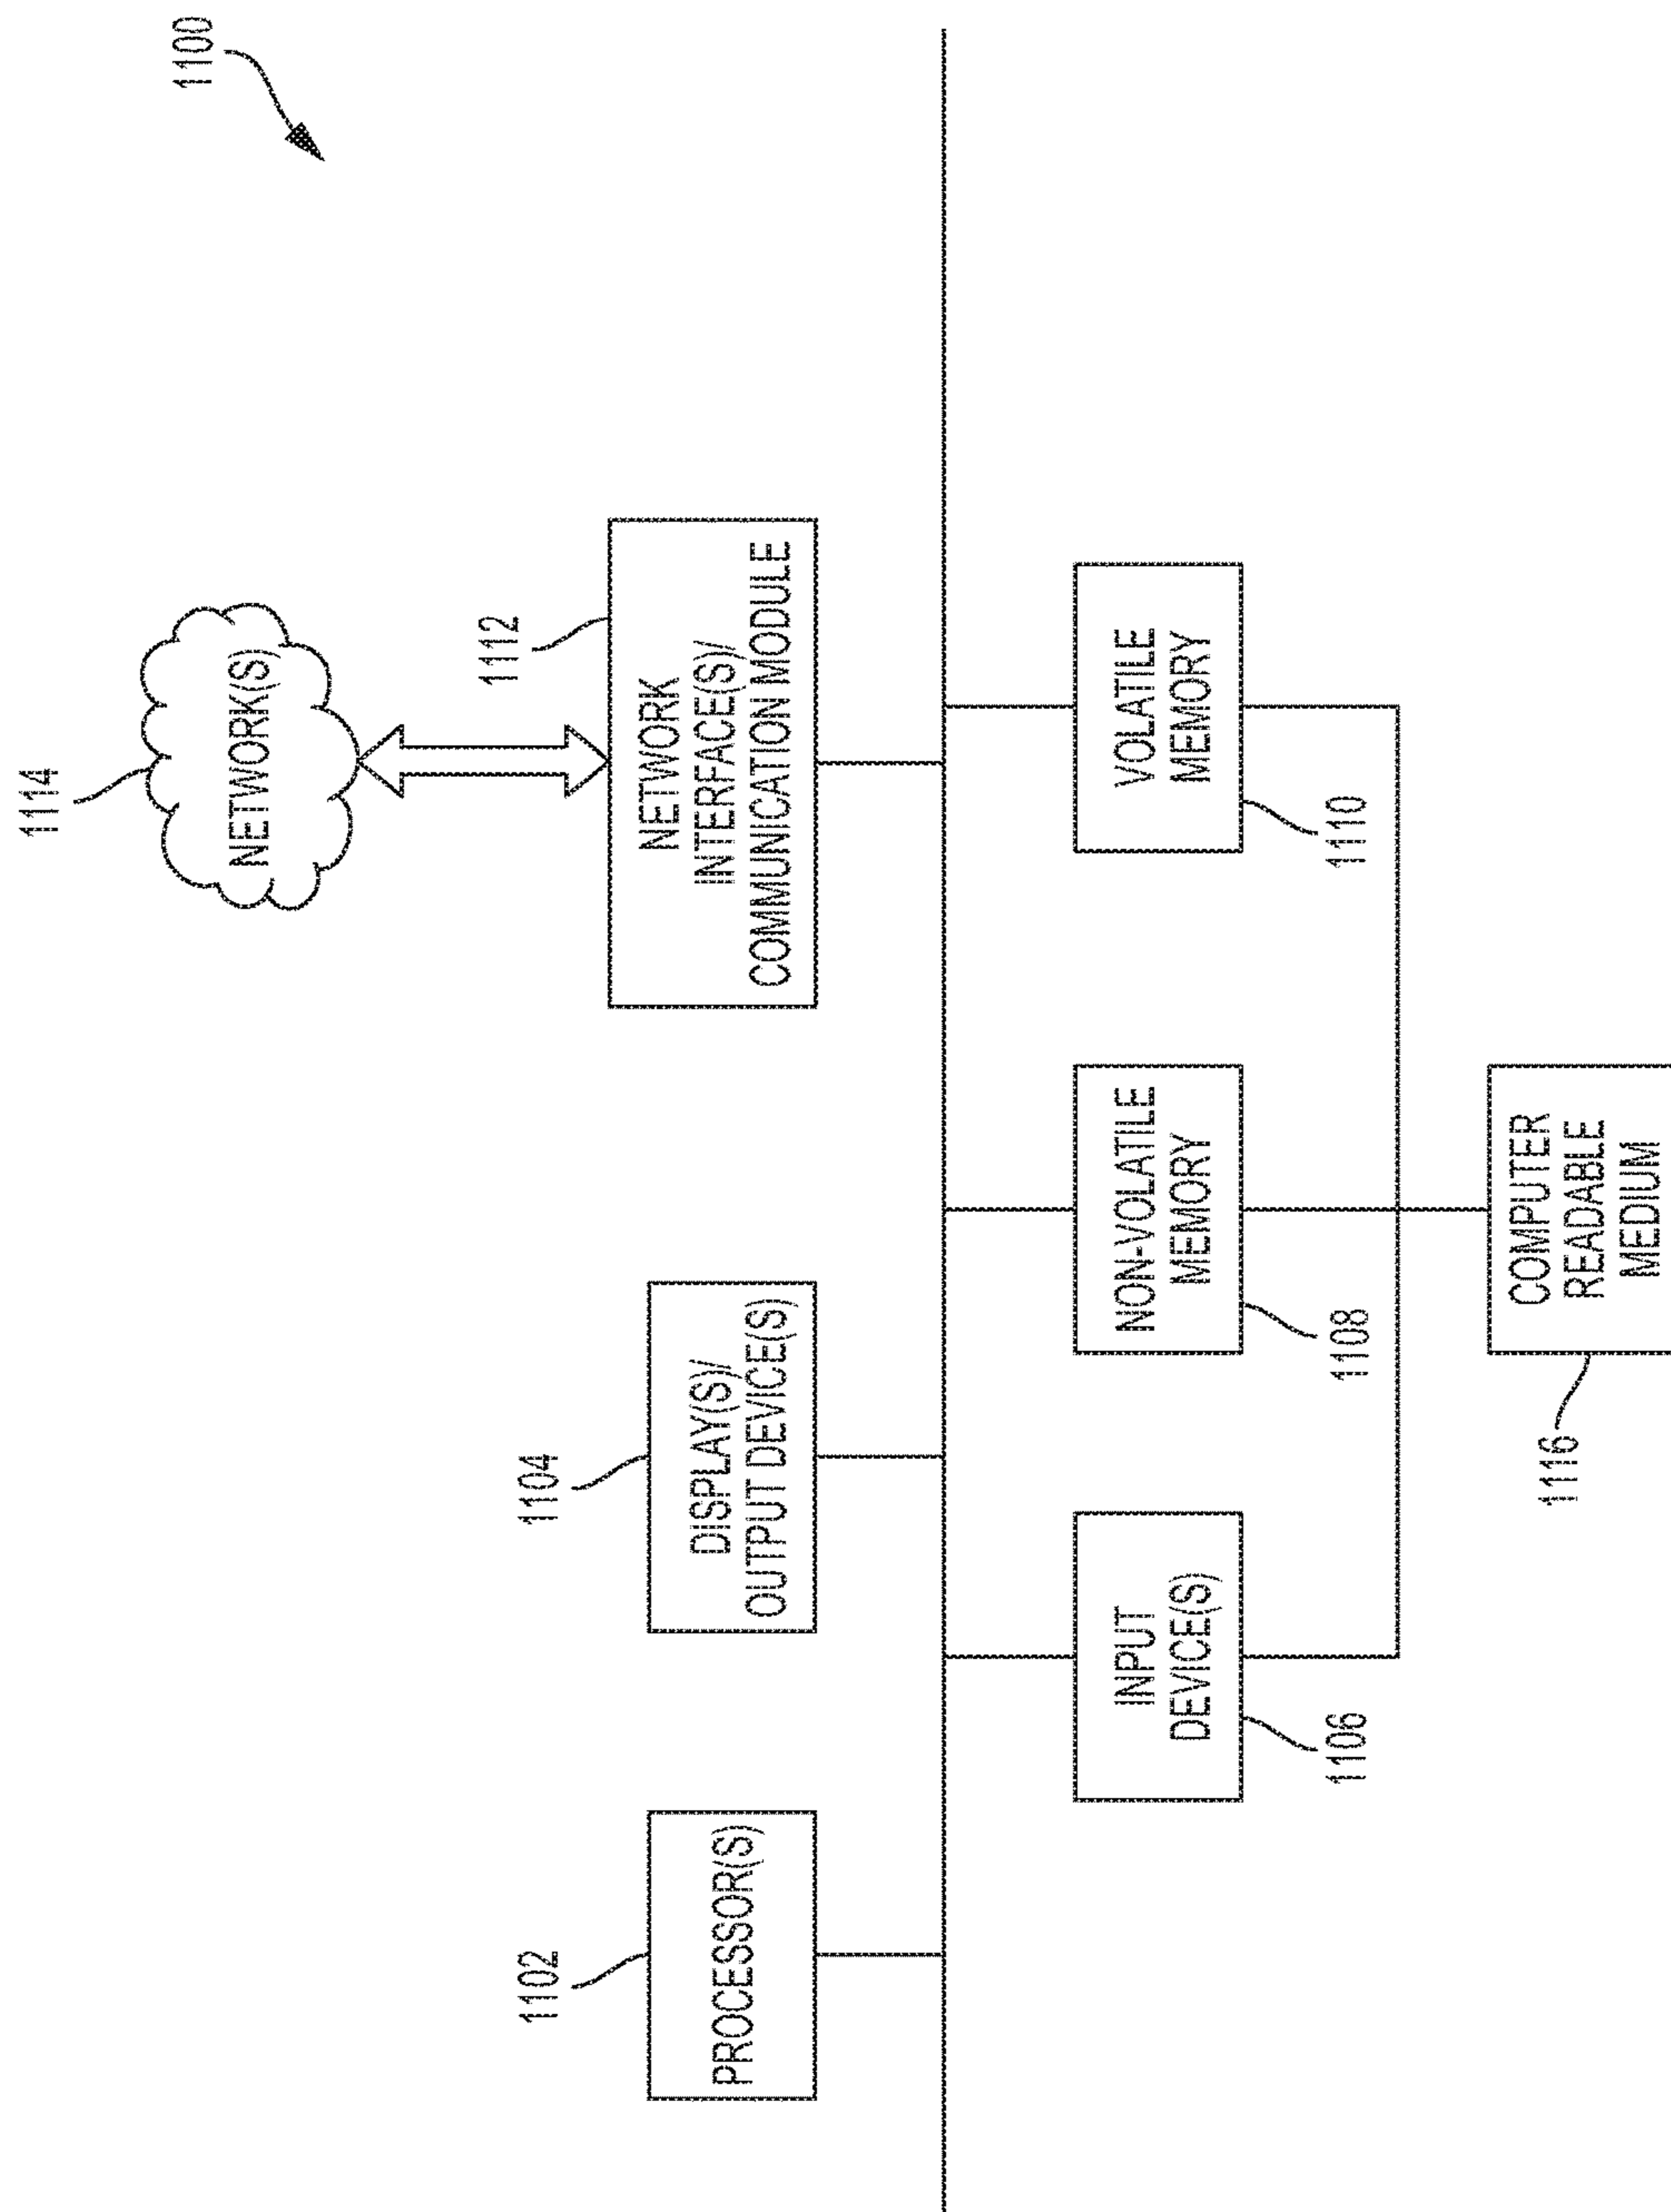 1114
1100
NETWORK(S)
1102
1104
1112
PROCESSOR(S)
DISPLAY(S)/
OUTPUT DEVICE(S)
NETWORK
INTERFACE(S)/
COMMUNICATION MODULE
INPUT
DEVICE(S)
NON-VOLATILE
MEMORY
VOLATILE
MEMORY
1106
1108
1110
1116
COMPUTER
READABLE
MEDIUM